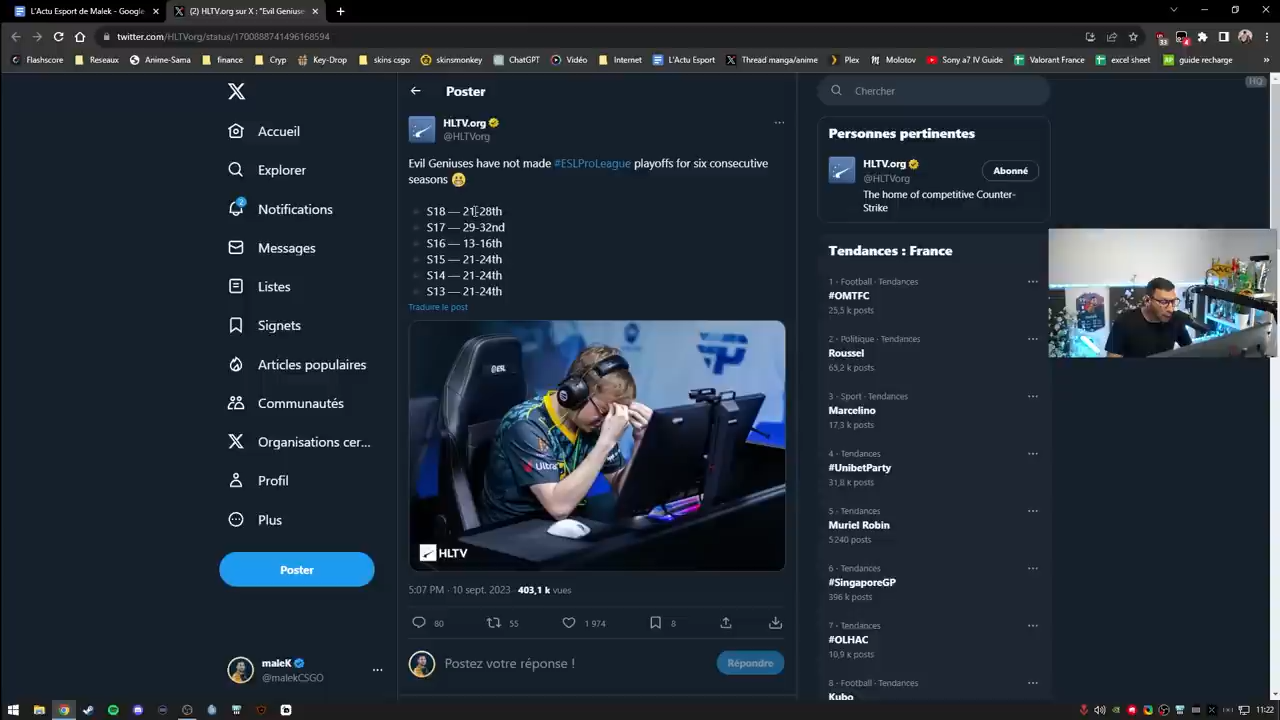 L'Actu Esport de Malek - Google
(2) HLTV.org sur X : "Evil Geniuse
twitter.com/HLTVorg/status/1700888741496168594
Flashscore
Reseaux
Anime-Sama
finance
Cryp
Key-Drop
skins csgo
skinsmoney
ChatGPT
Vidéo
Internet
L'Actu Esport
Thread manga/anime
Plex
Molotov
Sony a7 IV Guide
Valorant France
excel sheet
guide recharge
Accueil
Explorer
2
Notifications
Messages
Listes
Signets
Articles populaires
Communautés
Organisations cer...
Profil
Plus
Poster
maleK
@malekCSGO
Poster
HLTV.org
@HLTVorg
Evil Geniuses have not made #ESLProLeague playoffs for six consecutive
seasons
S18 — 21-28th
S17 — 29-32nd
S16 — 13-16th
S15 — 21-24th
S14 — 21-24th
S13 — 21-24th
Traduire le post
HLTV
5:07 PM · 10 sept. 2023 · 403,1 k vues
80
55
1 974
8
Postez votre réponse !
Répondre
Chercher
HQ
Personnes pertinentes
HLTV.org
@HLTVorg
Abonné
The home of competitive Counter-
Strike
Tendances : France
1 · Football · Tendances
#OMTFC
25,5 k posts
2 · Politique · Tendances
Roussel
3 · Sport · Tendances
Marcelino
17,3 k posts
4 · Tendances
#UnibetParty
31,8 k posts
5 · Tendances
Muriel Robin
5 240 posts
6 · Tendances
#SingaporeGP
396 k posts
7 · Tendances
#OLHAC
10,9 k posts
8 · Football · Tendances
Kubo
11:22